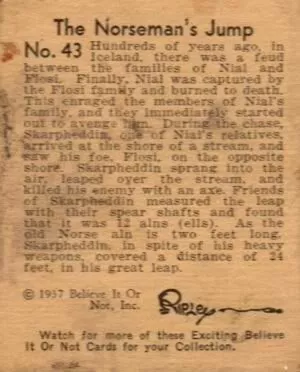 The Norseman's Jump
No. 43 Hundreds of years ago, in
Iceland, there was a feud
between the families of Nial and
Flosi. Finally, Nial was captured by
the Flosi family and burned to death.
This enraged the members of Nial's
family, and they immediately started
out to avenge him. During the chase,
Skarpheddin, one of Nial's relatives,
arrived at the shore of a stream, and
saw his foe, Flosi, on the opposite
shore. Skarpheddin sprang into the
air, leaped over the stream, and
killed his enemy with an axe. Friends
of Skarpheddin measured the leap
with their spear shafts and found
that it was 12 alns (ells). As the
old Norse aln is two feet long,
Skarpheddin, in spite of his heavy
weapons, covered a distance of 24
feet, in his great leap.
© 1937 Believe It Or
Not, Inc.
Ripley
Watch for more of these Exciting Believe
It Or Not Cards for your Collection.